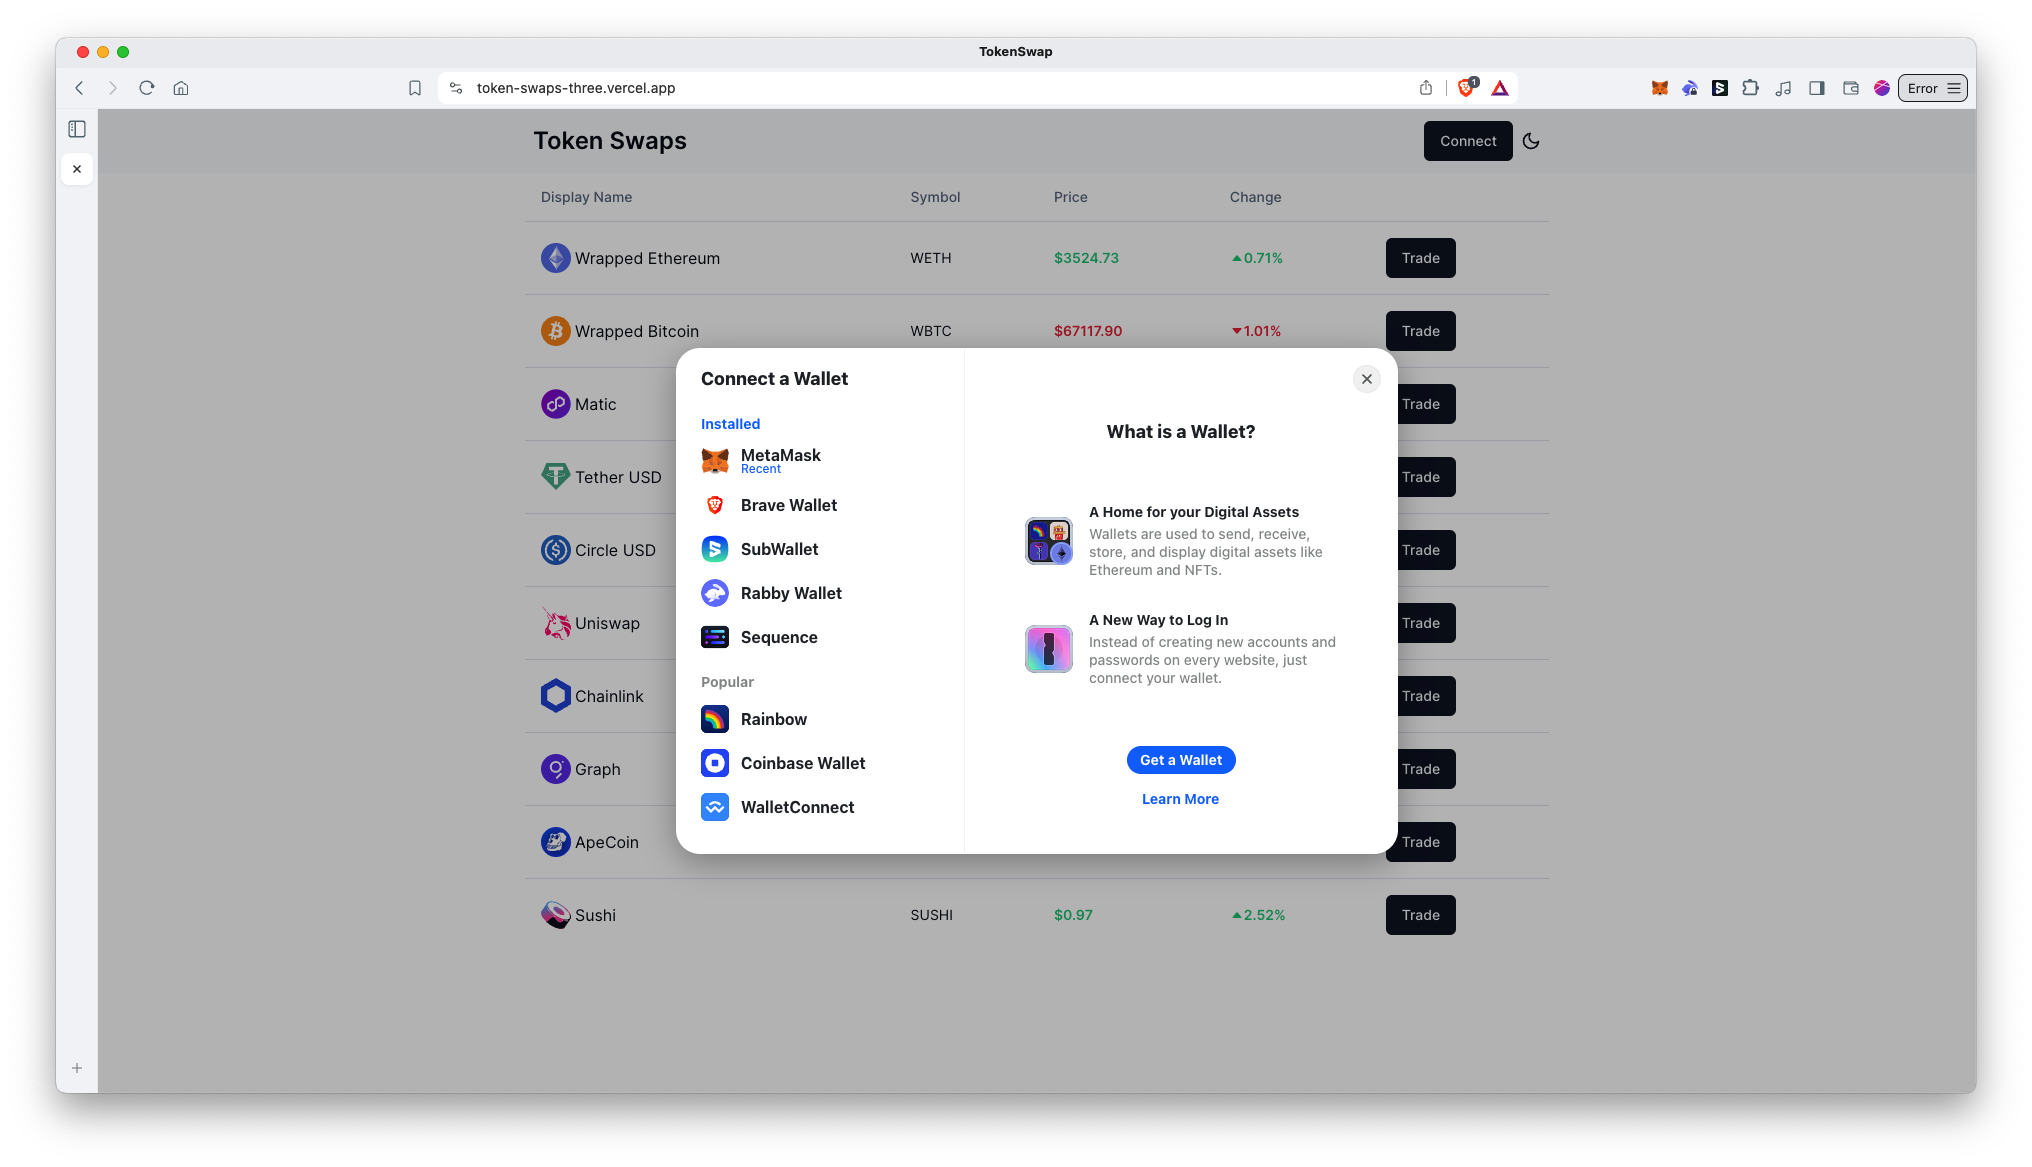 TokenSwap
token-swaps-three.vercel.app
1
Error
Token Swaps
Connect
Display Name Symbol Price Change
Wrapped Ethereum WETH $3524.73 0.71% Trade
Wrapped Bitcoin WBTC $67117.90 1.01% Trade
Matic Trade
Tether USD Trade
Circle USD Trade
Uniswap Trade
Chainlink Trade
Graph Trade
ApeCoin Trade
Sushi SUSHI $0.97 2.52% Trade
Connect a Wallet
Installed
MetaMask
Recent
Brave Wallet
SubWallet
Rabby Wallet
Sequence
Popular
Rainbow
Coinbase Wallet
WalletConnect
What is a Wallet?
A Home for your Digital Assets
Wallets are used to send, receive,
store, and display digital assets like
Ethereum and NFTs.
A New Way to Log In
Instead of creating new accounts and
passwords on every website, just
connect your wallet.
Get a Wallet
Learn More